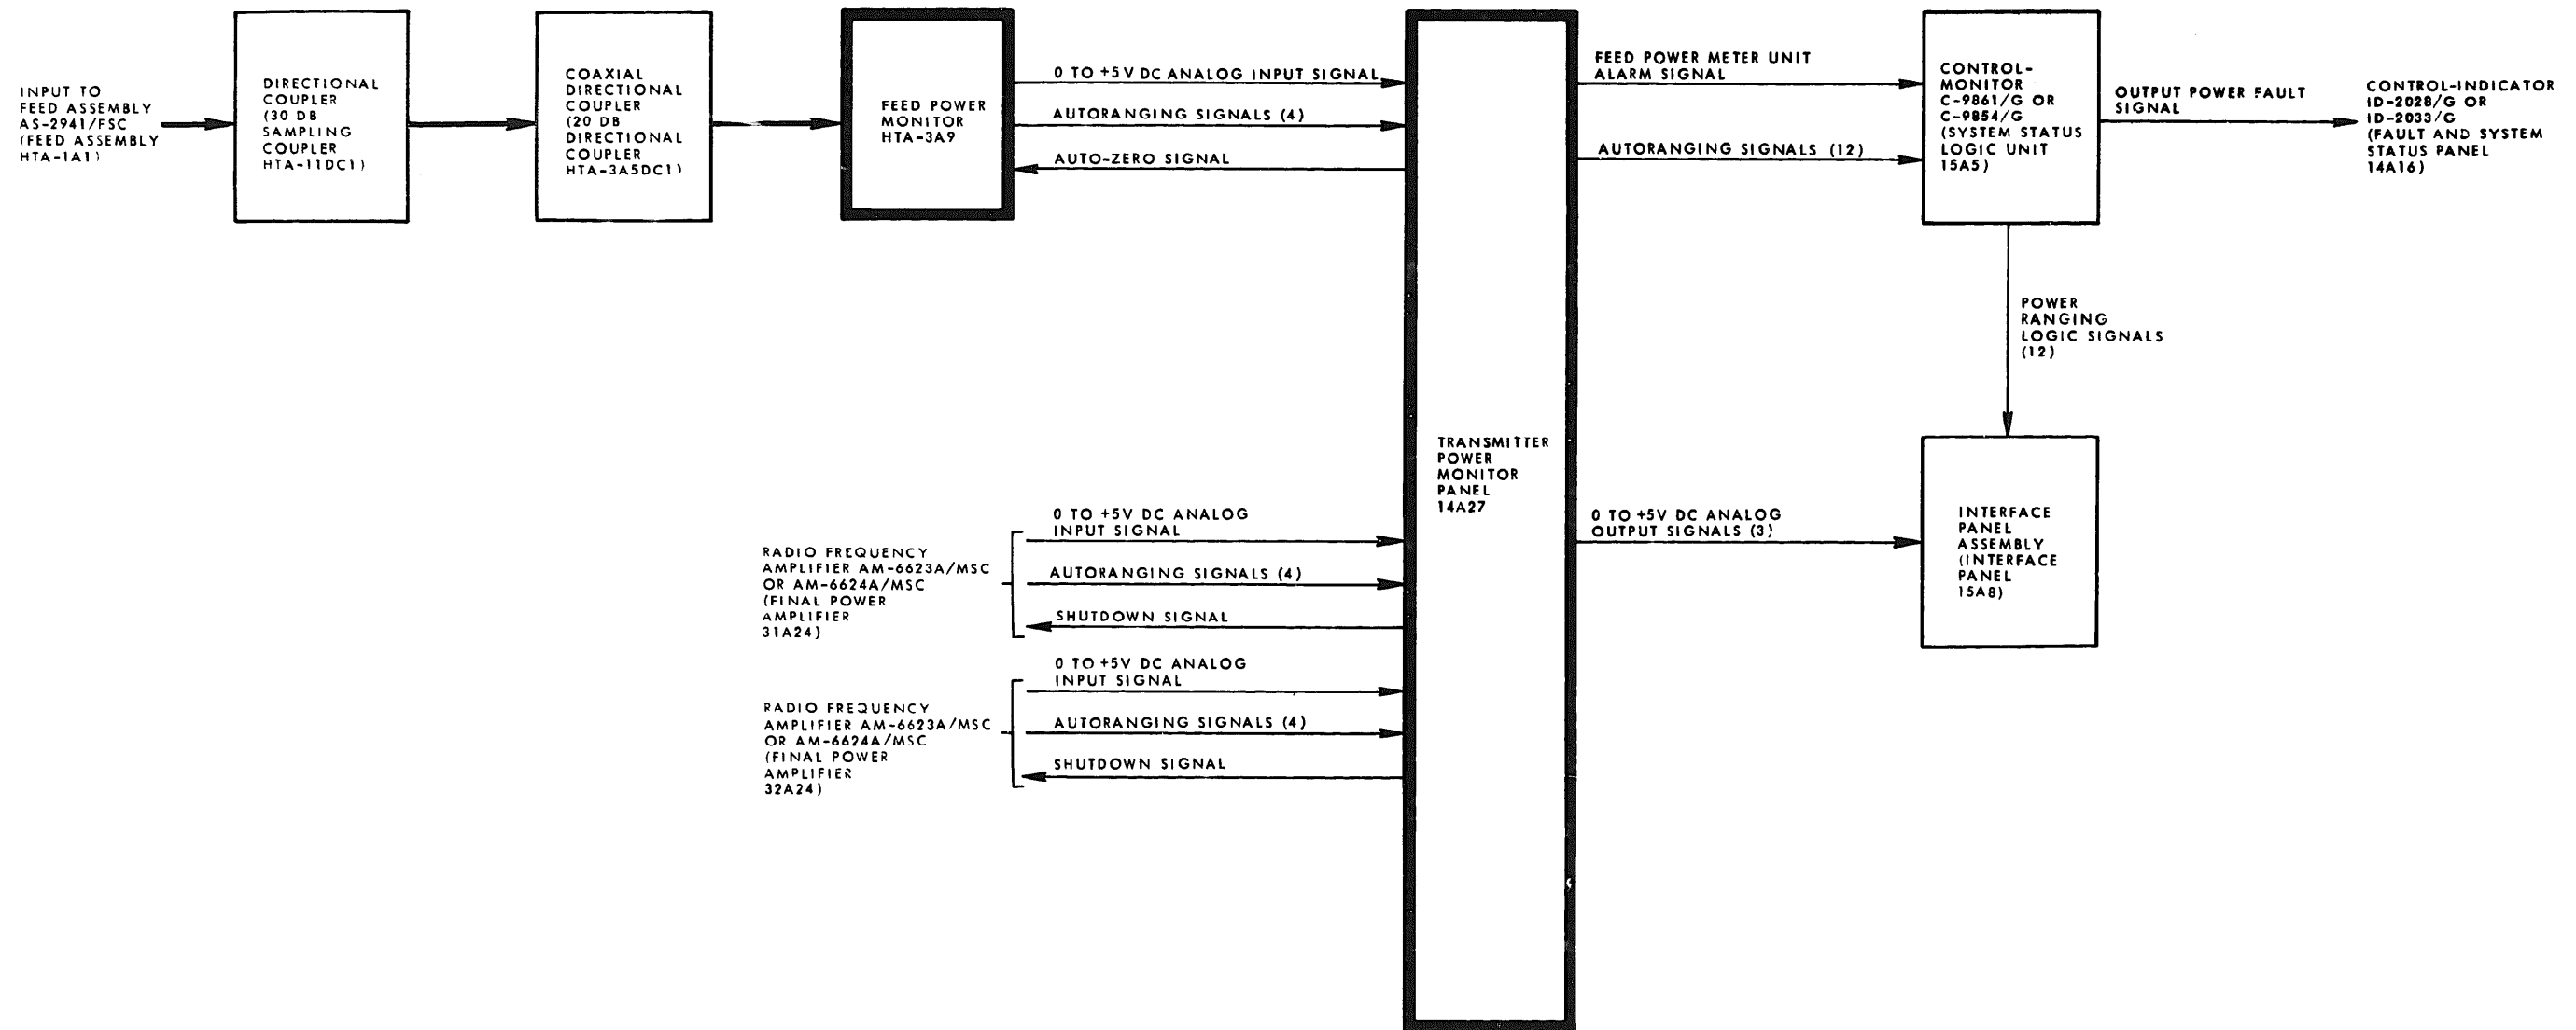 INPUT TO
FEED ASSEMBLY
AS-2941/FSC
(FEED ASSEMBLY
HTA-1A1)
DIRECTIONAL
COUPLER
(30 DB
SAMPLING
COUPLER
HTA-11DC1)
COAXIAL
DIRECTIONAL
COUPLER
(20 DB
DIRECTIONAL
COUPLER
HTA-3A5DC1)
FEED POWER
MONITOR
HTA-3A9
0 TO +5V DC ANALOG INPUT SIGNAL
AUTORANGING SIGNALS (4)
AUTO-ZERO SIGNAL
TRANSMITTER
POWER
MONITOR
PANEL
14A27
FEED POWER METER UNIT
ALARM SIGNAL
AUTORANGING SIGNALS (12)
CONTROL-
MONITOR
C-9861/G OR
C-9854/G
(SYSTEM STATUS
LOGIC UNIT
15A5)
OUTPUT POWER FAULT
SIGNAL
CONTROL-INDICATOR
ID-2028/G OR
ID-2033/G
(FAULT AND SYSTEM
STATUS PANEL
14A16)
POWER
RANGING
LOGIC SIGNALS
(12)
0 TO +5V DC ANALOG
OUTPUT SIGNALS (3)
INTERFACE
PANEL
ASSEMBLY
(INTERFACE
PANEL
15A8)
RADIO FREQUENCY
AMPLIFIER AM-6623A/MSC
OR AM-6624A/MSC
(FINAL POWER
AMPLIFIER
31A24)
0 TO +5V DC ANALOG
INPUT SIGNAL
AUTORANGING SIGNALS (4)
SHUTDOWN SIGNAL
RADIO FREQUENCY
AMPLIFIER AM-6623A/MSC
OR AM-6624A/MSC
(FINAL POWER
AMPLIFIER
32A24)
0 TO +5V DC ANALOG
INPUT SIGNAL
AUTORANGING SIGNALS (4)
SHUTDOWN SIGNAL